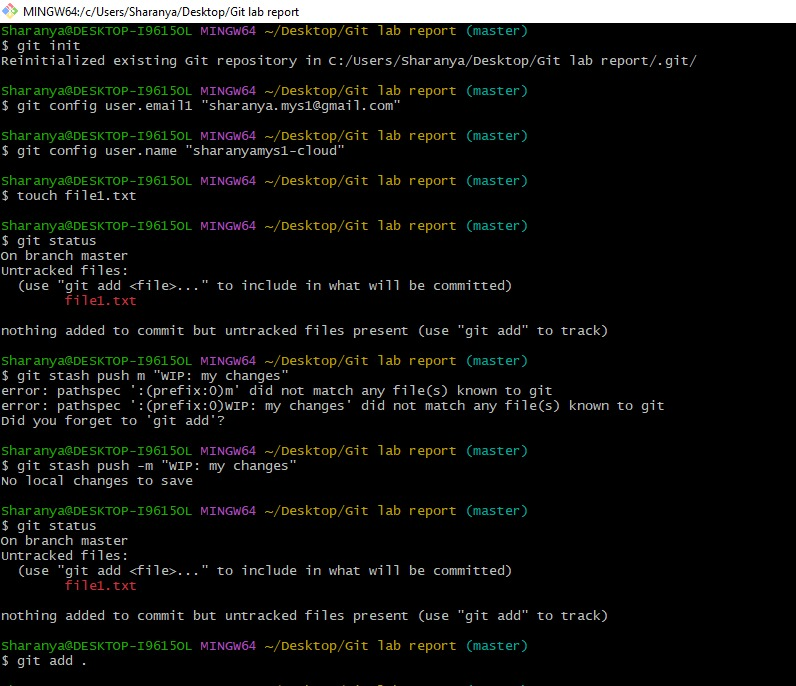 MINGW64:/c/Users/Sharanya/Desktop/Git lab report
Sharanya@DESKTOP-I9615OL MINGW64 ~/Desktop/Git lab report (master)
$ git init
Reinitialized existing Git repository in C:/Users/Sharanya/Desktop/Git lab report/.git/
Sharanya@DESKTOP-I9615OL MINGW64 ~/Desktop/Git lab report (master)
$ git config user.email1 "sharanya.mys1@gmail.com"
Sharanya@DESKTOP-I9615OL MINGW64 ~/Desktop/Git lab report (master)
$ git config user.name "sharanyamys1-cloud"
Sharanya@DESKTOP-I9615OL MINGW64 ~/Desktop/Git lab report (master)
$ touch file1.txt
Sharanya@DESKTOP-I9615OL MINGW64 ~/Desktop/Git lab report (master)
$ git status
On branch master
Untracked files:
  (use "git add <file>..." to include in what will be committed)
        file1.txt
nothing added to commit but untracked files present (use "git add" to track)
Sharanya@DESKTOP-I9615OL MINGW64 ~/Desktop/Git lab report (master)
$ git stash push m "WIP: my changes"
error: pathspec ':(prefix:0)m' did not match any file(s) known to git
error: pathspec ':(prefix:0)WIP: my changes' did not match any file(s) known to git
Did you forget to 'git add'?
Sharanya@DESKTOP-I9615OL MINGW64 ~/Desktop/Git lab report (master)
$ git stash push -m "WIP: my changes"
No local changes to save
Sharanya@DESKTOP-I9615OL MINGW64 ~/Desktop/Git lab report (master)
$ git status
On branch master
Untracked files:
  (use "git add <file>..." to include in what will be committed)
        file1.txt
nothing added to commit but untracked files present (use "git add" to track)
Sharanya@DESKTOP-I9615OL MINGW64 ~/Desktop/Git lab report (master)
$ git add .